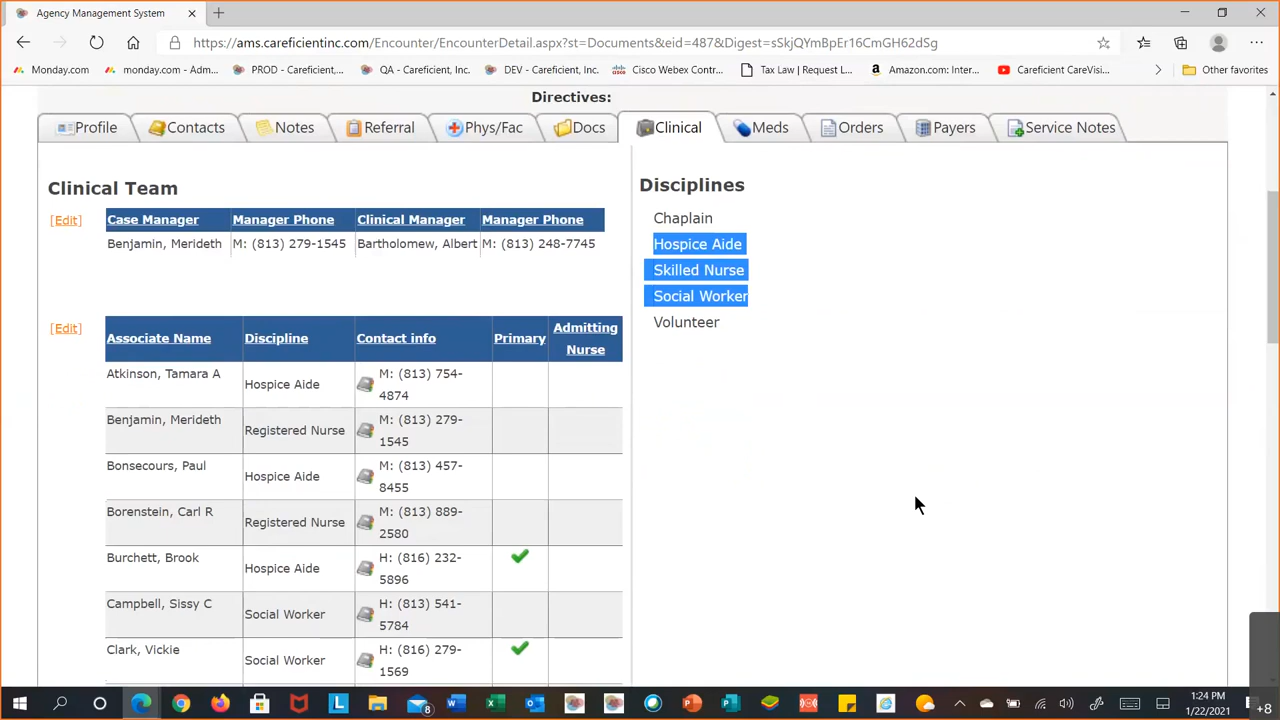 Agency Management System
https://ams.careficientinc.com/Encounter/EncounterDetail.aspx?st=Documents&eid=487&Digest=sSkjQYmBpEr16CmGH62dSg
Monday.com monday.com - Adm... PROD - Careficient,... QA - Careficient, Inc. DEV - Careficient, Inc. Cisco Webex Contr... Tax Law | Request L... Amazon.com: Inter... Careficient CareVisi... Other favorites
Directives:
Profile Contacts Notes Referral Phys/Fac Docs Clinical Meds Orders Payers Service Notes
Clinical Team
[Edit] Case Manager Manager Phone Clinical Manager Manager Phone
Benjamin, Merideth M: (813) 279-1545 Bartholomew, Albert M: (813) 248-7745
[Edit] Associate Name Discipline Contact info Primary Admitting
Nurse
Atkinson, Tamara A Hospice Aide M: (813) 754-
4874
Benjamin, Merideth Registered Nurse M: (813) 279-
1545
Bonsecours, Paul Hospice Aide M: (813) 457-
8455
Borenstein, Carl R Registered Nurse M: (813) 889-
2580
Burchett, Brook Hospice Aide H: (816) 232-
5896
Campbell, Sissy C Social Worker H: (813) 541-
5784
Clark, Vickie Social Worker H: (816) 279-
1569
Disciplines
Chaplain
Hospice Aide
Skilled Nurse
Social Worker
Volunteer
8
1:24 PM
1/22/2021
+8